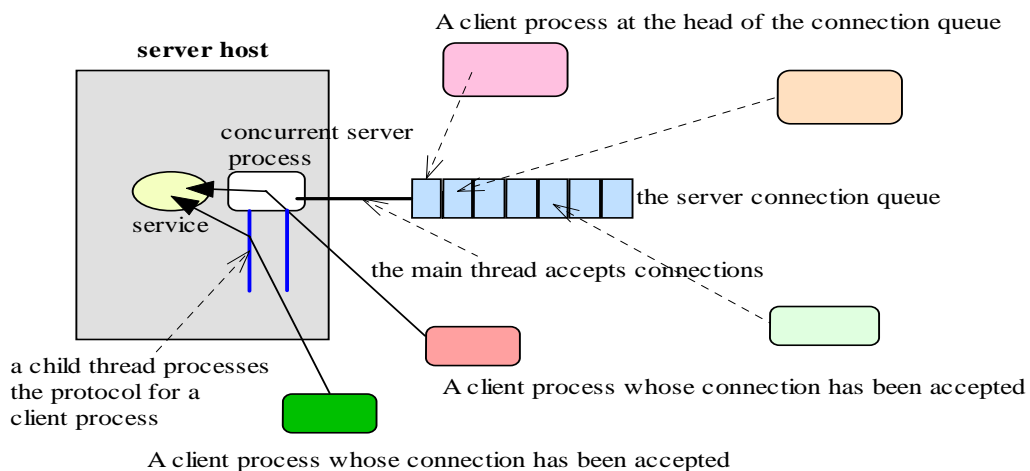 A client process at the head of the connection queue
server host
concurrent server
process
service
the server connection queue
the main thread accepts connections
a child thread processes
the protocol for a
client process
A client process whose connection has been accepted
A client process whose connection has been accepted